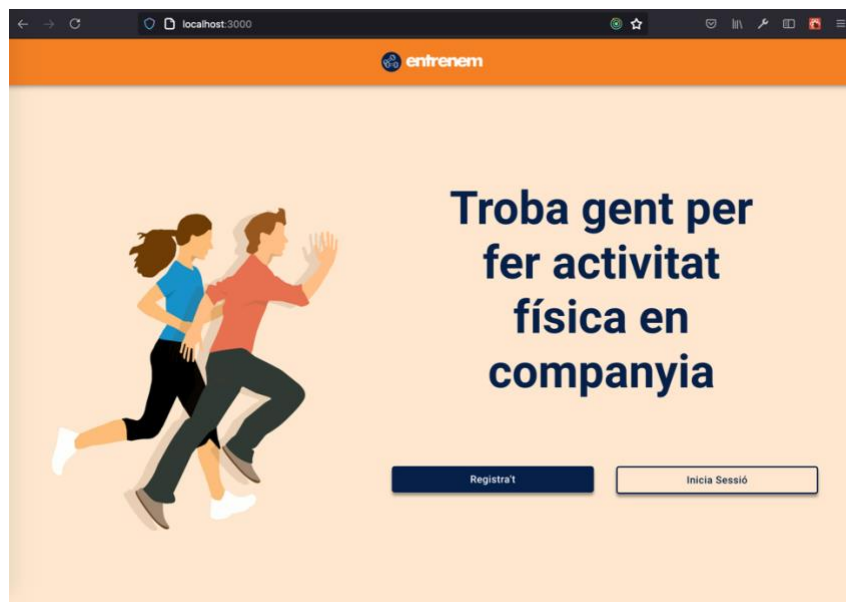 localhost:3000
entrenem
Troba gent per
fer activitat
física en
companyia
Registra't
Inicia Sessió